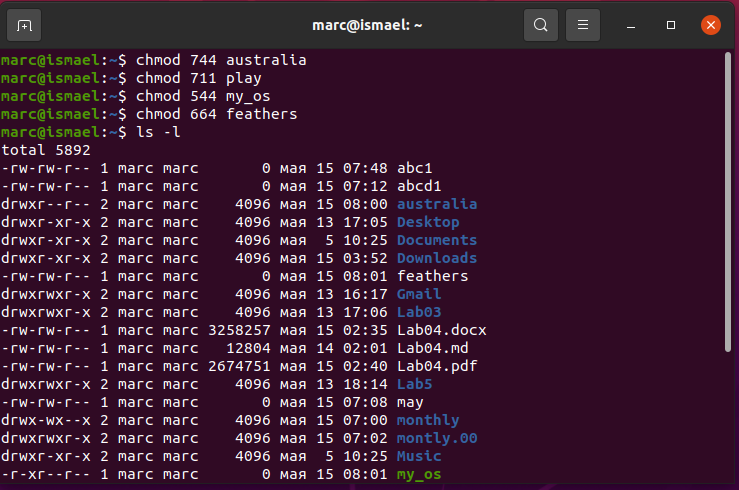 marc@ismael: ~
marc@ismael:~$ chmod 744 australia
marc@ismael:~$ chmod 711 play
marc@ismael:~$ chmod 544 my_os
marc@ismael:~$ chmod 664 feathers
marc@ismael:~$ ls -l
total 5892
-rw-rw-r-- 1 marc marc       0 мая 15 07:48 abc1
-rw-rw-r-- 1 marc marc       0 мая 15 07:12 abcd1
drwxr--r-- 2 marc marc    4096 мая 15 08:00 australia
drwxr-xr-x 2 marc marc    4096 мая 13 17:05 Desktop
drwxr-xr-x 2 marc marc    4096 мая  5 10:25 Documents
drwxr-xr-x 2 marc marc    4096 мая 15 03:52 Downloads
-rw-rw-r-- 1 marc marc       0 мая 15 08:01 feathers
drwxrwxr-x 2 marc marc    4096 мая 13 16:17 Gmail
drwxrwxr-x 2 marc marc    4096 мая 13 17:06 Lab03
-rw-rw-r-- 1 marc marc 3258257 мая 15 02:35 Lab04.docx
-rw-rw-r-- 1 marc marc   12804 мая 14 02:01 Lab04.md
-rw-rw-r-- 1 marc marc 2674751 мая 15 02:40 Lab04.pdf
drwxrwxr-x 2 marc marc    4096 мая 13 18:14 Lab5
-rw-rw-r-- 1 marc marc       0 мая 15 07:08 may
drwx-wx--x 2 marc marc    4096 мая 15 07:00 monthly
drwxrwxr-x 2 marc marc    4096 мая 15 07:02 montly.00
drwxr-xr-x 2 marc marc    4096 мая  5 10:25 Music
-r-xr--r-- 1 marc marc       0 мая 15 08:01 my_os